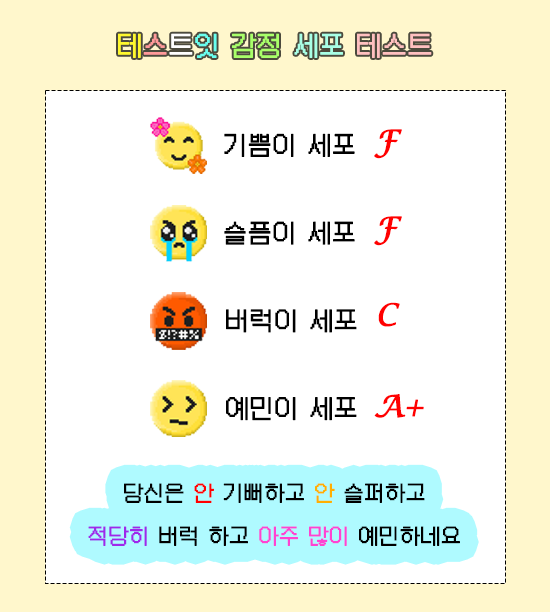 테스트잇 감정 세포 테스트
기쁨이 세포 F
슬픔이 세포 F
$!?#%
버럭이 세포 C
예민이 세포 A+
당신은 안 기뻐하고 안 슬퍼하고
적당히 버럭 하고 아주 많이 예민하네요